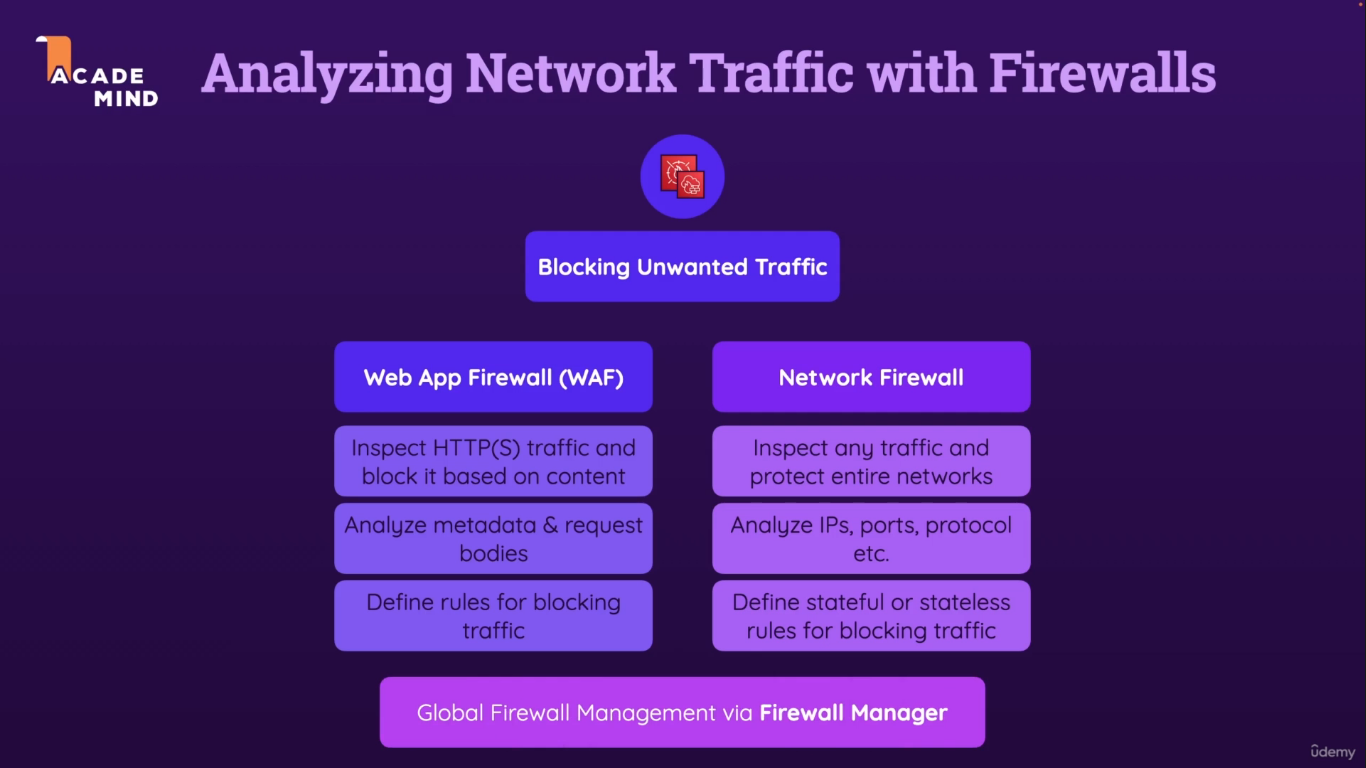 ACADE
MIND
Analyzing Network Traffic with Firewalls
Blocking Unwanted Traffic
Web App Firewall (WAF)
Inspect HTTP(S) traffic and
block it based on content
Analyze metadata & request
bodies
Define rules for blocking
traffic
Network Firewall
Inspect any traffic and
protect entire networks
Analyze IPs, ports, protocol
etc.
Define stateful or stateless
rules for blocking traffic
Global Firewall Management via Firewall Manager
ûdemy